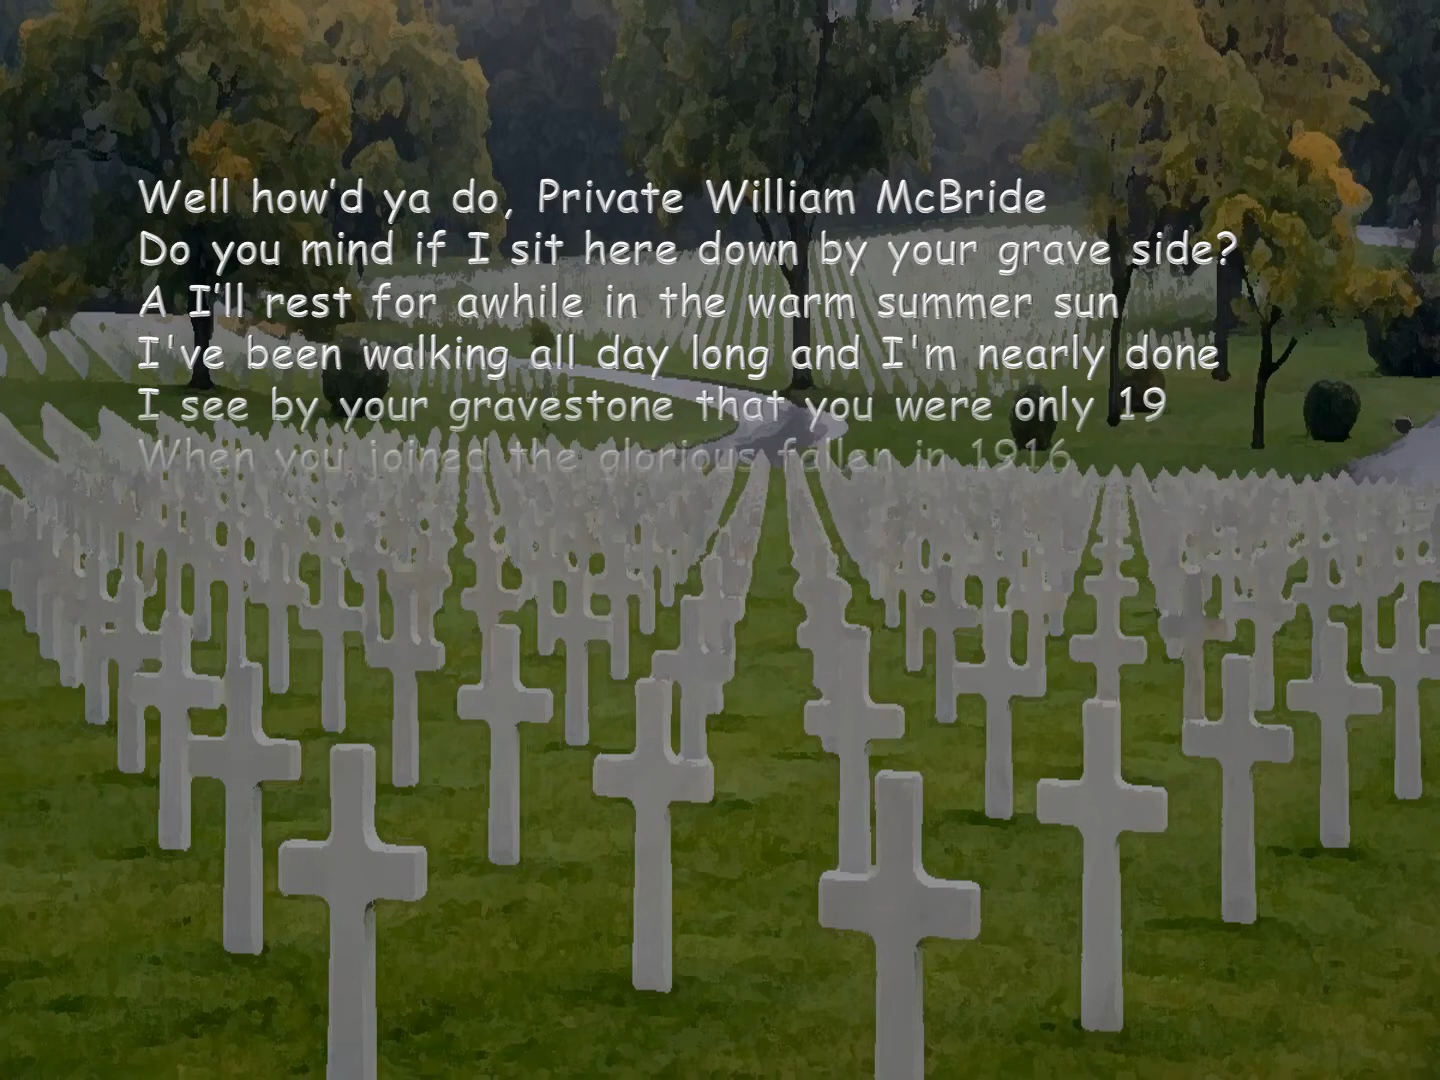 Well how'd ya do, Private William McBride
Do you mind if I sit here down by your grave side?
A I'll rest for awhile in the warm summer sun
I've been walking all day long and I'm nearly done
I see by your gravestone that you were only 19
When you joined the glorious fallen in 1916